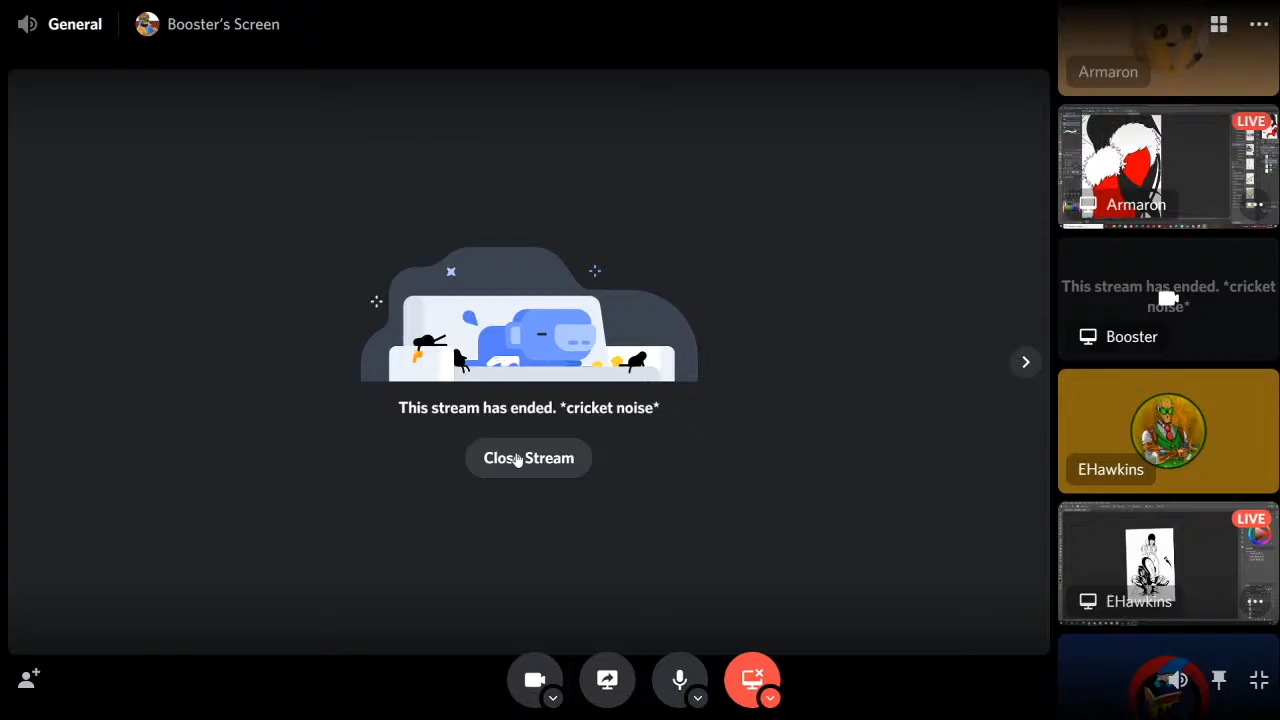 General
Booster's Screen
Armaron
LIVE
Armaron
This stream has ended. *cricket
noise*
Booster
This stream has ended. *cricket noise*
Close Stream
EHawkins
LIVE
EHawkins